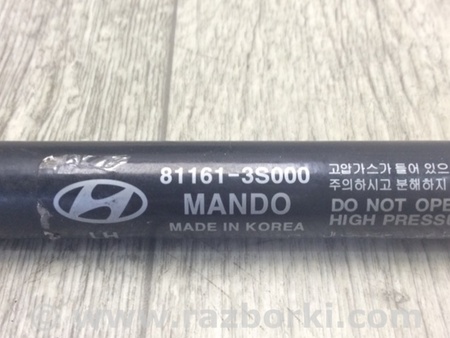 81161-3S000
MANDO
MADE IN KOREA
고압가스가 들어 있으
주의하시고 분해하지
DO NOT OPE
HIGH PRESS
© www.razborki.com